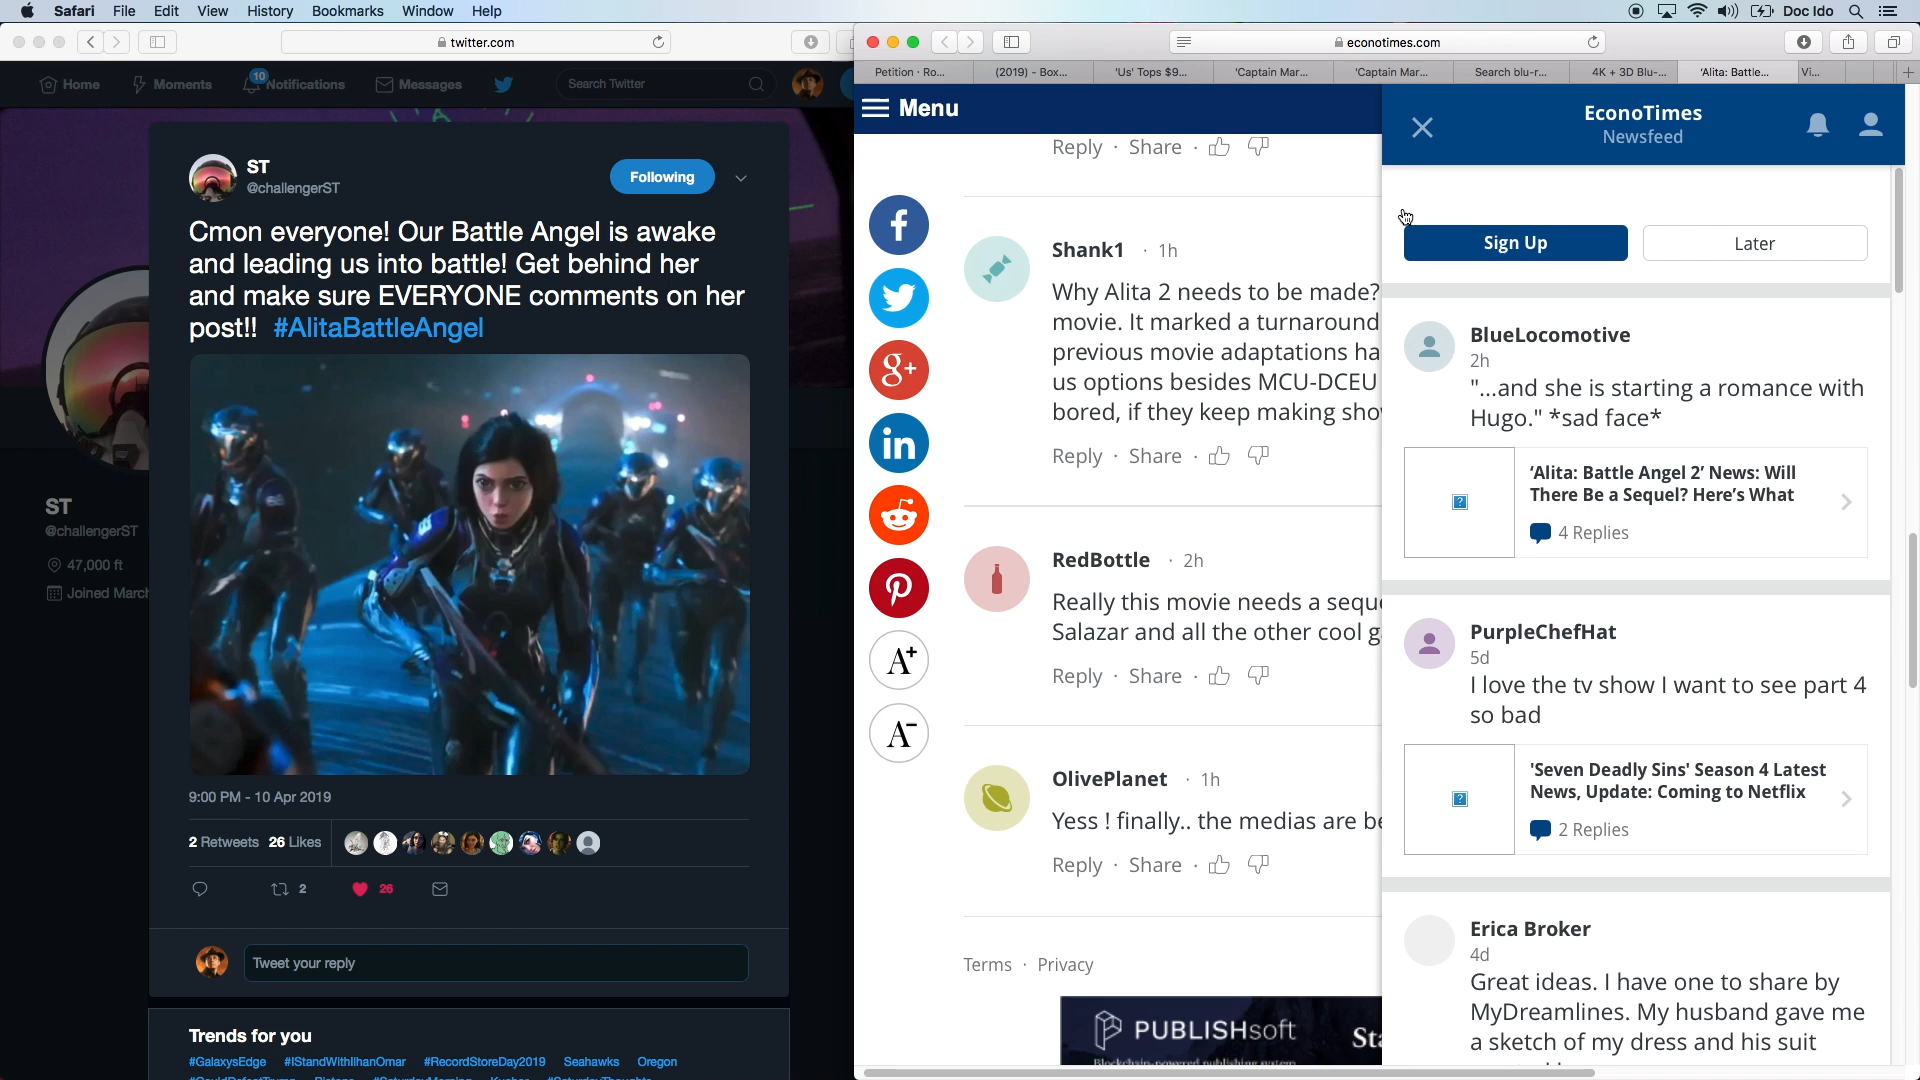 Safari File Edit View History Bookmarks Window Help
Doc Ido
twitter.com
Home
Moments
10
Notifications
Messages
Search Twitter
ST
@challengerST
Following
Cmon everyone! Our Battle Angel is awake
and leading us into battle! Get behind her
and make sure EVERYONE comments on her
post!! #AlitaBattleAngel
9:00 PM - 10 Apr 2019
2 Retweets 26 Likes
2
26
Tweet your reply
Trends for you
#GalaxysEdge #IStandWithIlhanOmar #RecordStoreDay2019 Seahawks Oregon
ST
@challengerST
47,000 ft
Joined March
econotimes.com
Petition · Ro...
(2019) - Box...
'Us' Tops $9...
'Captain Mar...
'Captain Mar...
Search blu-r...
4K + 3D Blu-...
'Alita: Battle...
Vi...
Menu
Reply · Share ·
Shank1 · 1h
Why Alita 2 needs to be made?
movie. It marked a turnaround
previous movie adaptations ha
us options besides MCU-DCEU
bored, if they keep making sho
Reply · Share ·
RedBottle · 2h
Really this movie needs a sequ
Salazar and all the other cool g
Reply · Share ·
OlivePlanet · 1h
Yess ! finally.. the medias are be
Reply · Share ·
Terms · Privacy
PUBLISHsoft
Sta
Blockchain-powered publishing system
A+
A-
EconoTimes
Newsfeed
Sign Up
Later
BlueLocomotive
2h
"...and she is starting a romance with
Hugo." *sad face*
‘Alita: Battle Angel 2’ News: Will
There Be a Sequel? Here’s What
4 Replies
PurpleChefHat
5d
I love the tv show I want to see part 4
so bad
'Seven Deadly Sins' Season 4 Latest
News, Update: Coming to Netflix
2 Replies
Erica Broker
4d
Great ideas. I have one to share by
MyDreamlines. My husband gave me
a sketch of my dress and his suit